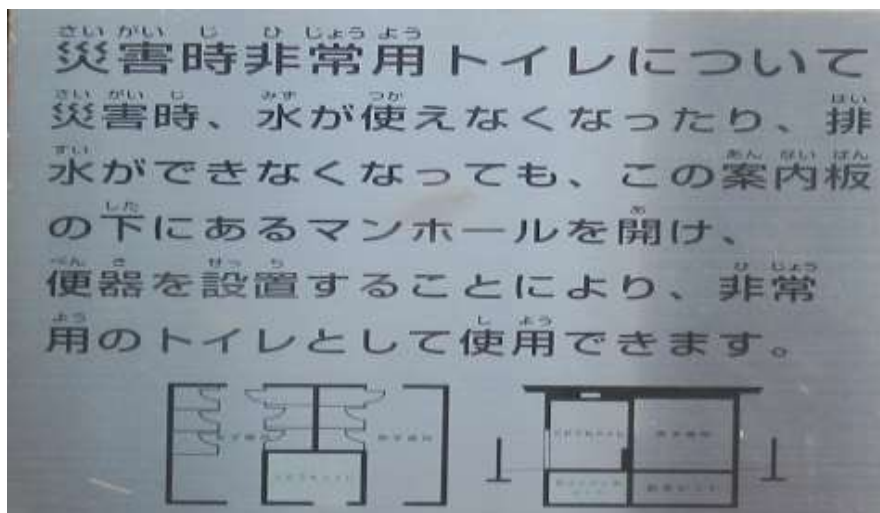 災害時非常用トイレについて
災害時、水が使えなくなったり、排
水ができなくなっても、この案内板
の下にあるマンホールを開け、
便器を設置することにより、非常
用のトイレとして使用できます。